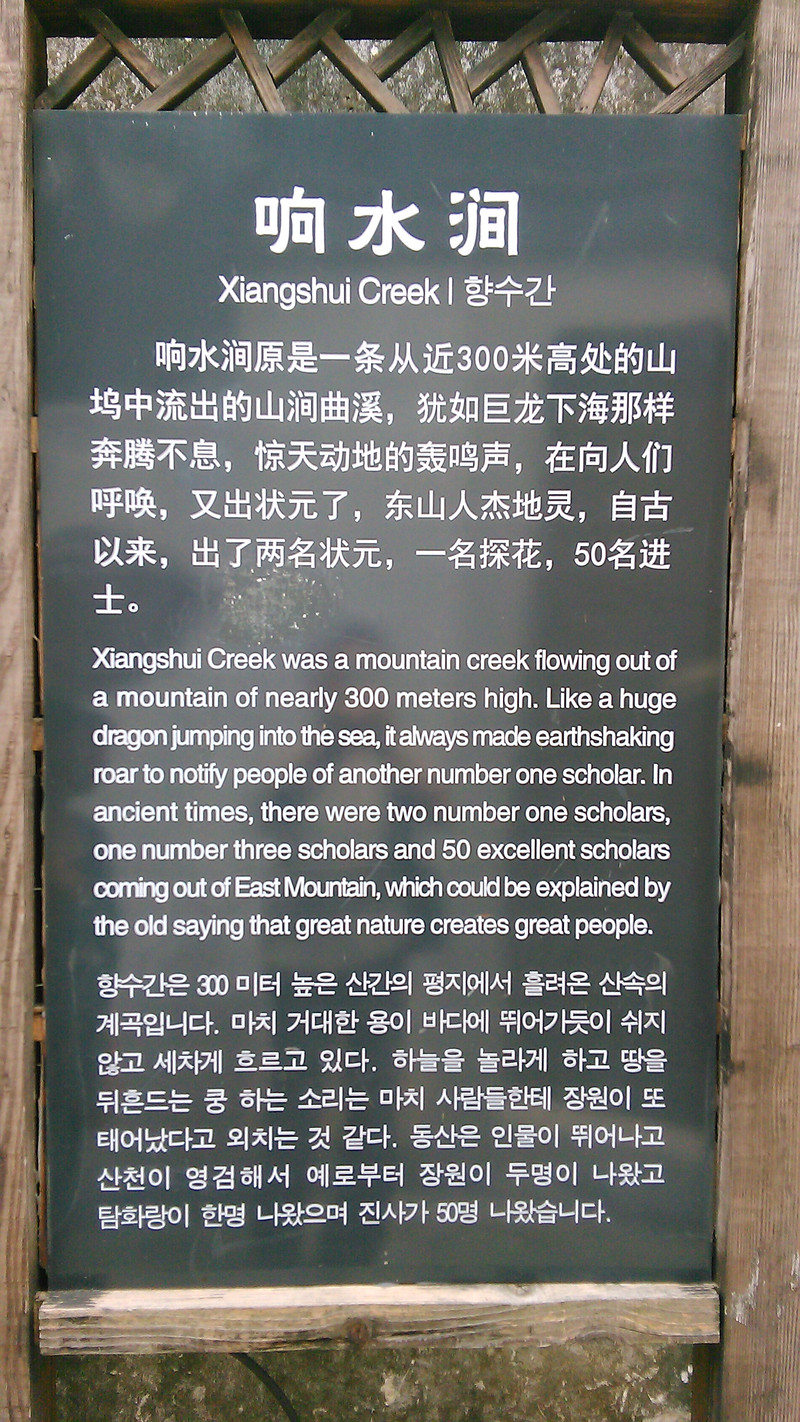 响水涧
Xiangshui Creek | 향수간
响水涧原是一条从近300米高处的山
坞中流出的山涧曲溪，犹如巨龙下海那样
奔腾不息，惊天动地的轰鸣声，在向人们
呼唤，又出状元了，东山人杰地灵，自古
以来，出了两名状元，一名探花，50名进
士。
Xiangshui Creek was a mountain creek flowing out of
a mountain of nearly 300 meters high. Like a huge
dragon jumping into the sea, it always made earthshaking
roar to notify people of another number one scholar. In
ancient times, there were two number one scholars,
one number three scholars and 50 excellent scholars
coming out of East Mountain, which could be explained by
the old saying that great nature creates great people.
향수간은 300 미터 높은 산간의 평지에서 흘려온 산속의
계곡입니다. 마치 거대한 용이 바다에 뛰어가듯이 쉬지
않고 세차게 흐르고 있다. 하늘을 놀라게 하고 땅을
뒤흔드는 쿵 하는 소리는 마치 사람들한테 장원이 또
태어났다고 외치는 것 같다. 동산은 인물이 뛰어나고
산천이 영검해서 예로부터 장원이 두명이 나왔고
탐화랑이 한명 나왔으며 진사가 50명 나왔습니다.